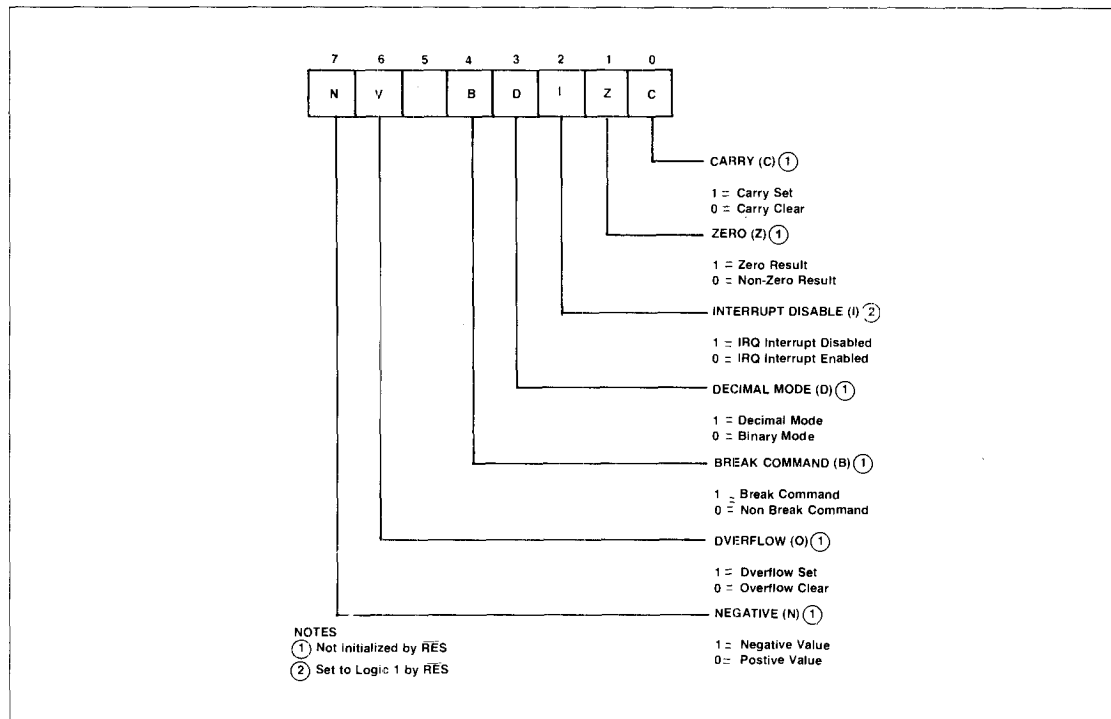 7 6 5 4 3 2 1 0
N V B D I Z C
CARRY (C) ①
1 = Carry Set
0 = Carry Clear
ZERO (Z) ①
1 = Zero Result
0 = Non-Zero Result
INTERRUPT DISABLE (I) ②
1 = IRQ Interrupt Disabled
0 = IRQ Interrupt Enabled
DECIMAL MODE (D) ①
1 = Decimal Mode
0 = Binary Mode
BREAK COMMAND (B) ①
1 = Break Command
0 = Non Break Command
OVERFLOW (O) ①
1 = Overflow Set
0 = Overflow Clear
NEGATIVE (N) ①
1 = Negative Value
0 = Postive Value
NOTES
① Not Initialized by R̅E̅S̅
② Set to Logic 1 by R̅E̅S̅